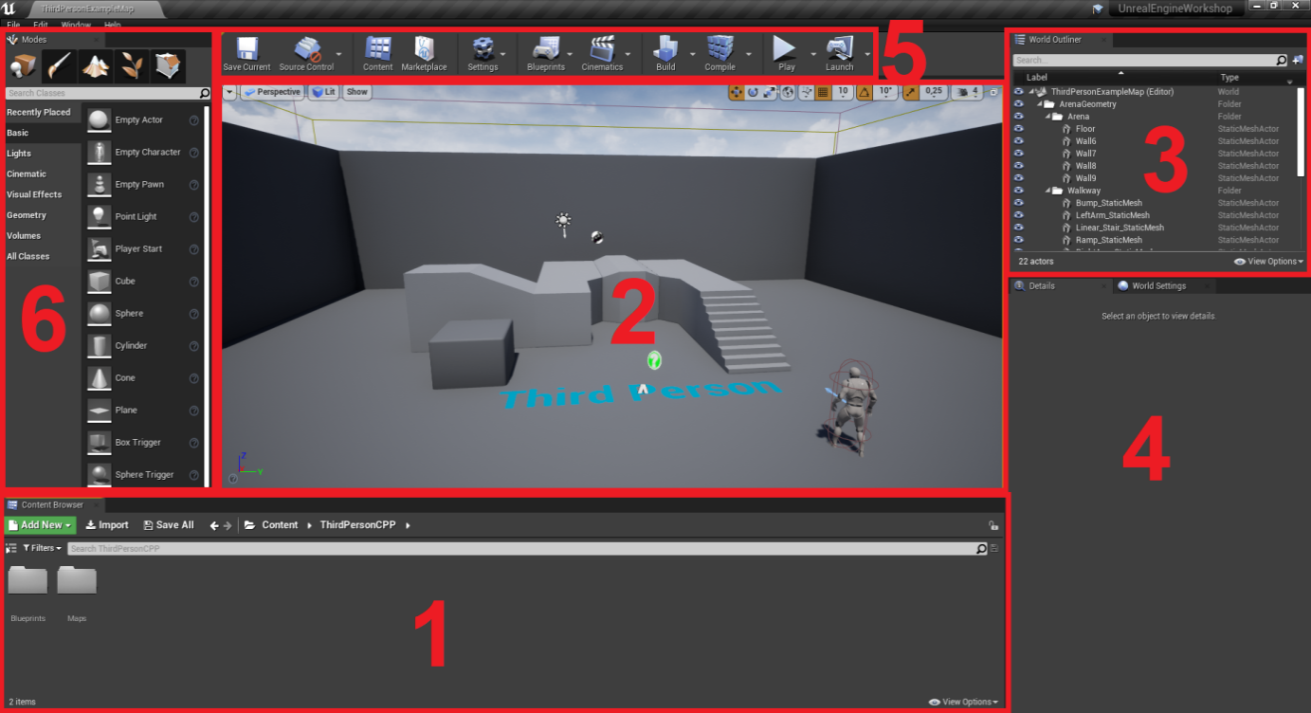 ThirdPersonExampleMap
UnrealEngineWorkshop
File Edit Window Help
Modes
Search Classes
Recently Placed
Basic
Lights
Cinematic
Visual Effects
Geometry
Volumes
All Classes
Empty Actor
Empty Character
Empty Pawn
Point Light
Player Start
Cube
Sphere
Cylinder
Cone
Plane
Box Trigger
Sphere Trigger
6
Save Current Source Control Content Marketplace Settings Blueprints Cinematics Build Compile Play Launch
5
Perspective Lit Show
10 10° 0,25 4
2
Third Person
Z
Y
World Outliner
Search...
Label Type
ThirdPersonExampleMap (Editor) World
ArenaGeometry Folder
Arena Folder
Floor StaticMeshActor
Wall6 StaticMeshActor
Wall7 StaticMeshActor
Wall8 StaticMeshActor
Wall9 StaticMeshActor
Walkway Folder
Bump_StaticMesh StaticMeshActor
LeftArm_StaticMesh StaticMeshActor
Linear_Stair_StaticMesh StaticMeshActor
Ramp_StaticMesh StaticMeshActor
3
22 actors View Options
Details World Settings
Select an object to view details
4
Content Browser
Add New Import Save All Content ThirdPersonCPP
Filters Search ThirdPersonCPP
Blueprints Maps
1
2 items View Options